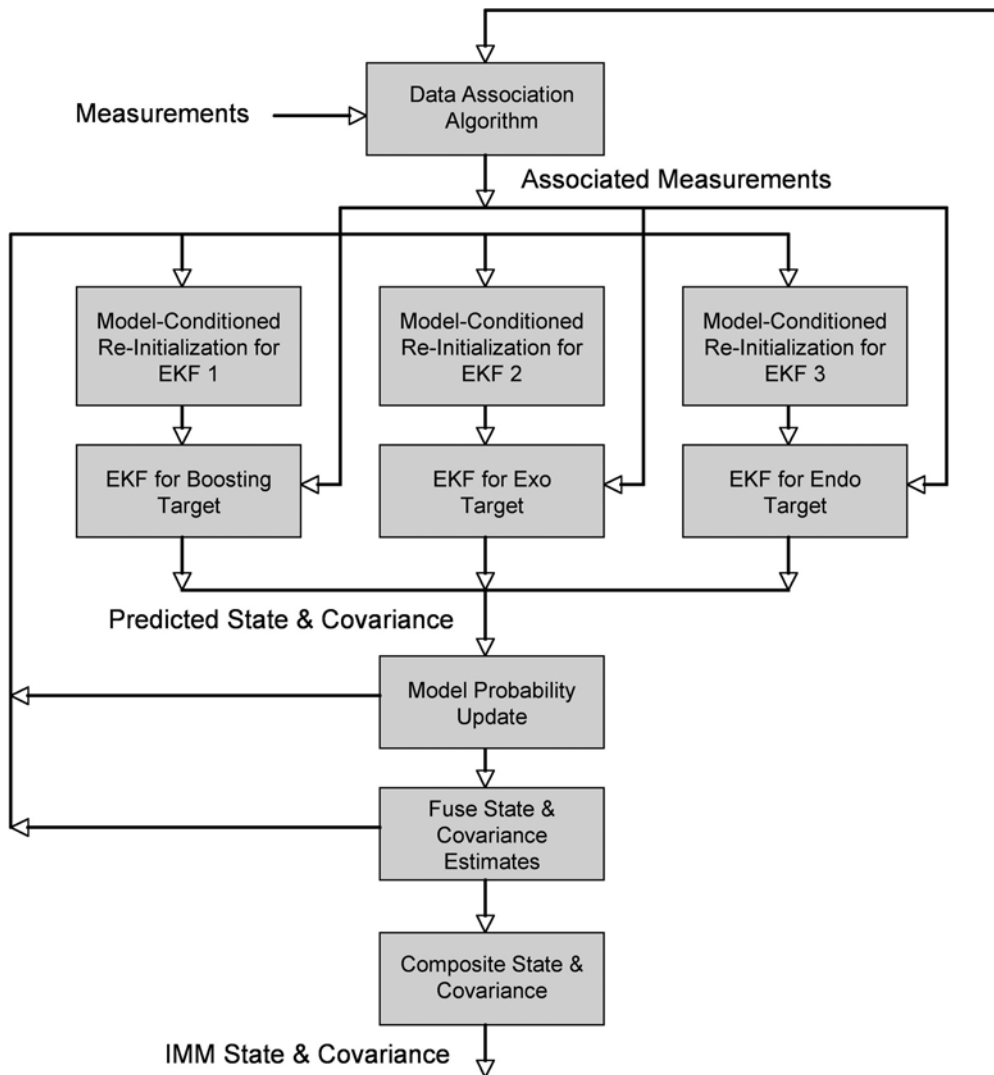 Data Association
Algorithm
Measurements
Associated Measurements
Model-Conditioned
Re-Initialization for
EKF 1
Model-Conditioned
Re-Initialization for
EKF 2
Model-Conditioned
Re-Initialization for
EKF 3
EKF for Boosting
Target
EKF for Exo
Target
EKF for Endo
Target
Predicted State & Covariance
Model Probability
Update
Fuse State &
Covariance
Estimates
Composite State &
Covariance
IMM State & Covariance